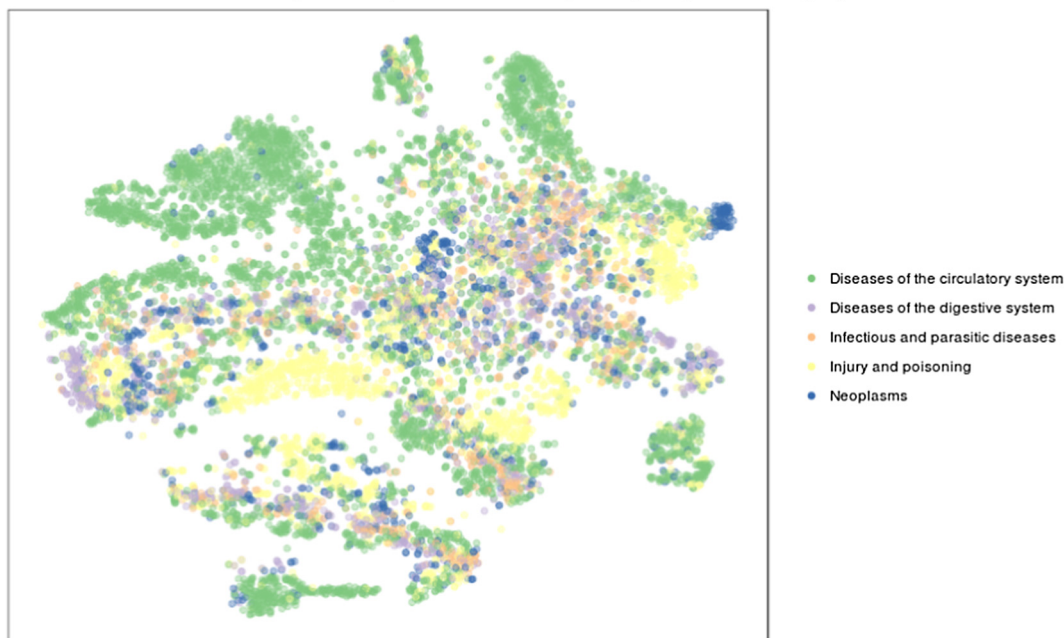 Diseases of the circulatory system
Diseases of the digestive system
Infectious and parasitic diseases
Injury and poisoning
Neoplasms